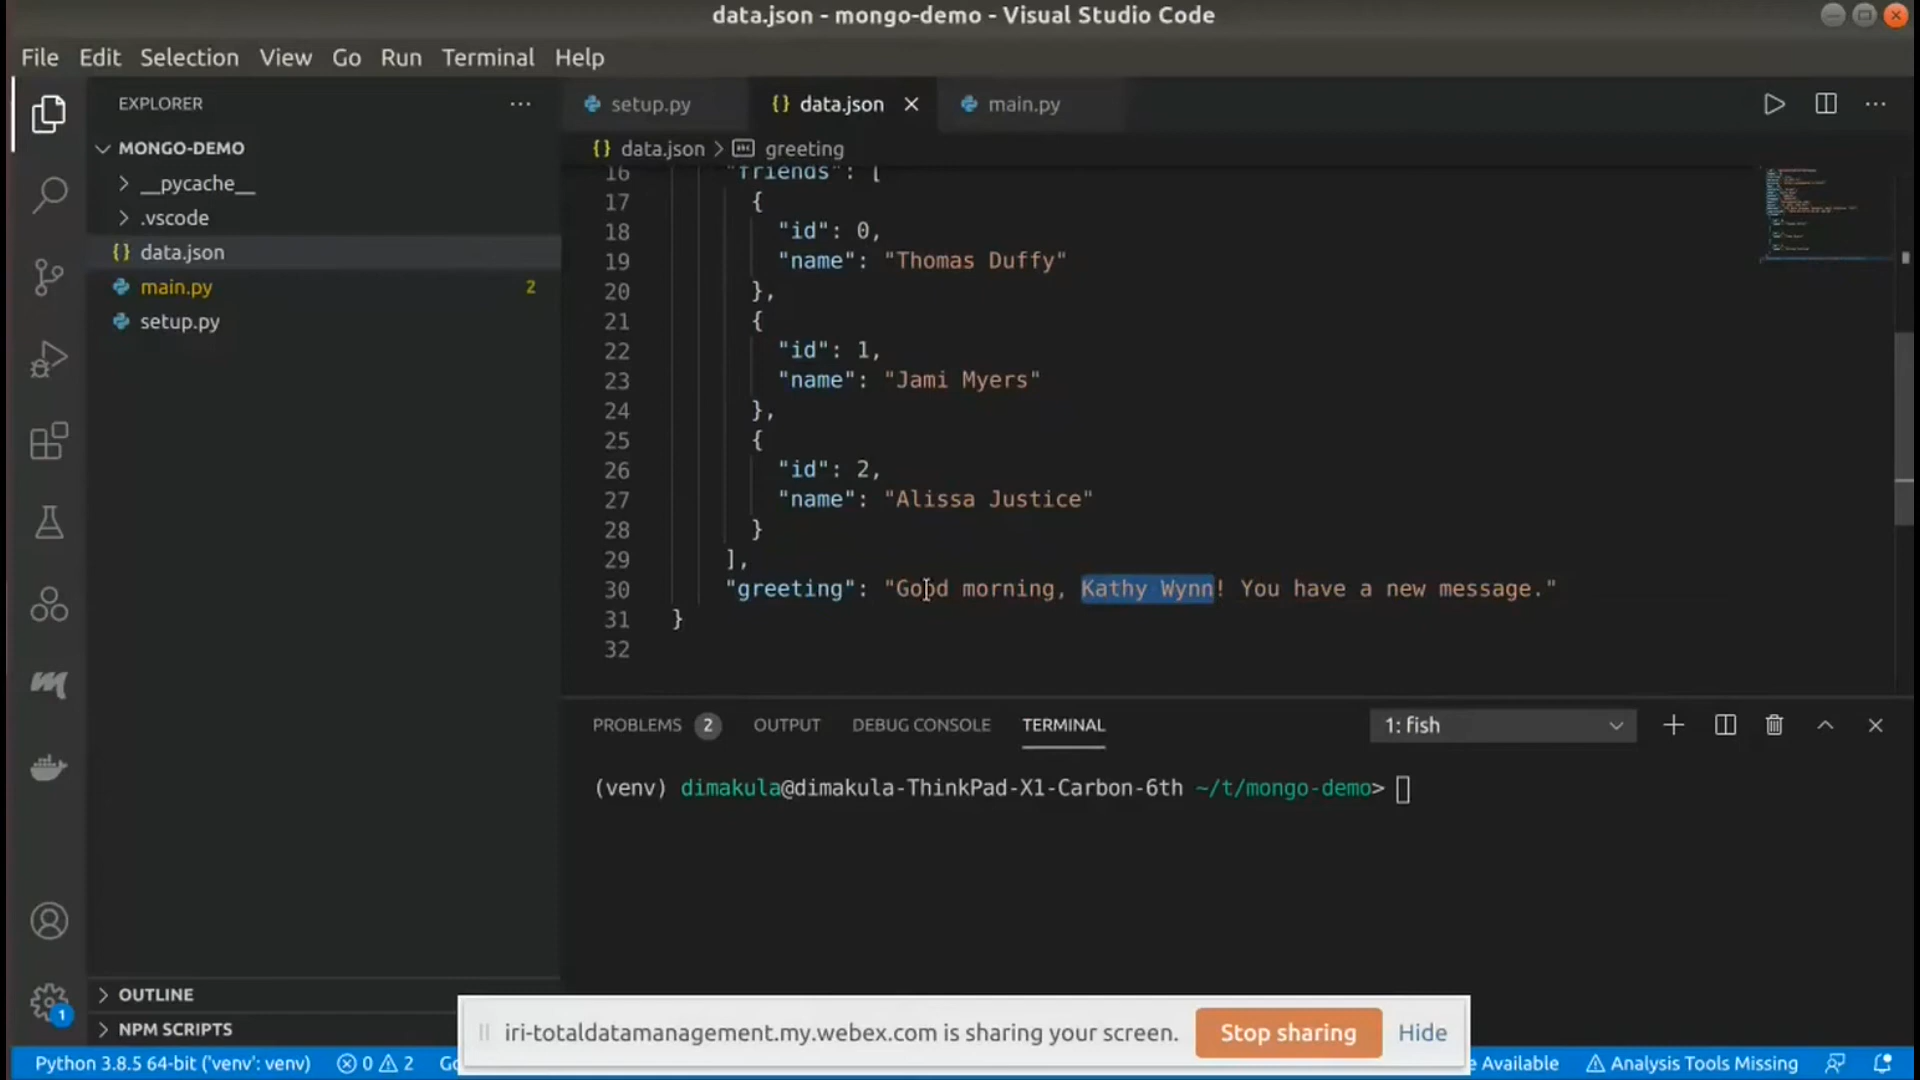 data.json - mongo-demo - Visual Studio Code
File Edit Selection View Go Run Terminal Help
EXPLORER ···
setup.py data.json main.py
MONGO-DEMO
data.json > greeting
__pycache__
.vscode
data.json
main.py 2
setup.py
16 "friends": [
17 {
18 "id": 0,
19 "name": "Thomas Duffy"
20 },
21 {
22 "id": 1,
23 "name": "Jami Myers"
24 },
25 {
26 "id": 2,
27 "name": "Alissa Justice"
28 }
29 ],
30 "greeting": "Good morning, Kathy Wynn! You have a new message."
31 }
32
PROBLEMS 2 OUTPUT DEBUG CONSOLE TERMINAL 1: fish
(venv) dimakula@dimakula-ThinkPad-X1-Carbon-6th ~/t/mongo-demo>
OUTLINE
NPM SCRIPTS
1
iri-totaldatamanagement.my.webex.com is sharing your screen. Stop sharing Hide
Python 3.8.5 64-bit ('venv': venv) 0 2 Go Available Analysis Tools Missing